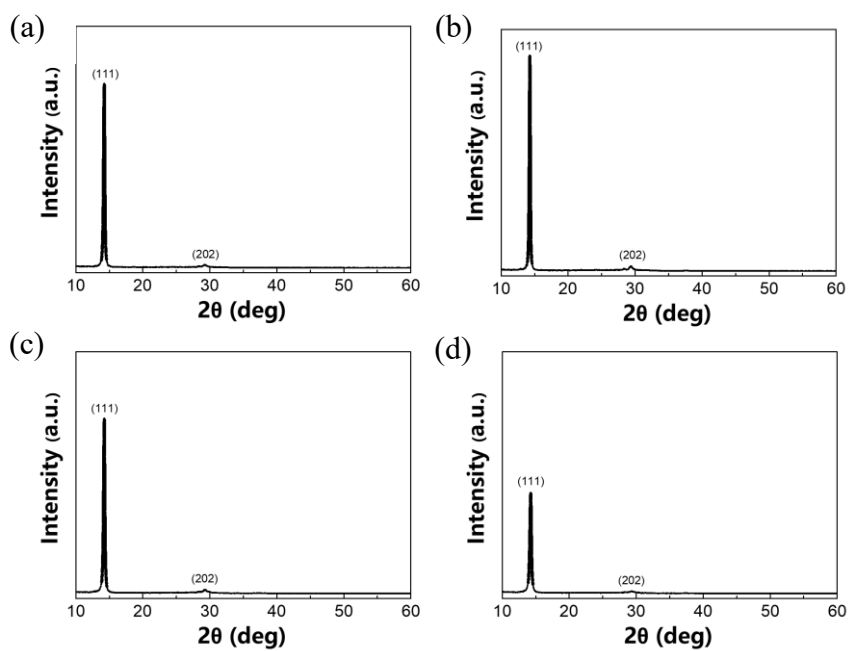 (a)
Intensity (a.u.)
(111)
(202)
10 20 30 40 50 60
2θ (deg)
(b)
Intensity (a.u.)
(111)
(202)
10 20 30 40 50 60
2θ (deg)
(c)
Intensity (a.u.)
(111)
(202)
10 20 30 40 50 60
2θ (deg)
(d)
Intensity (a.u.)
(111)
(202)
10 20 30 40 50 60
2θ (deg)